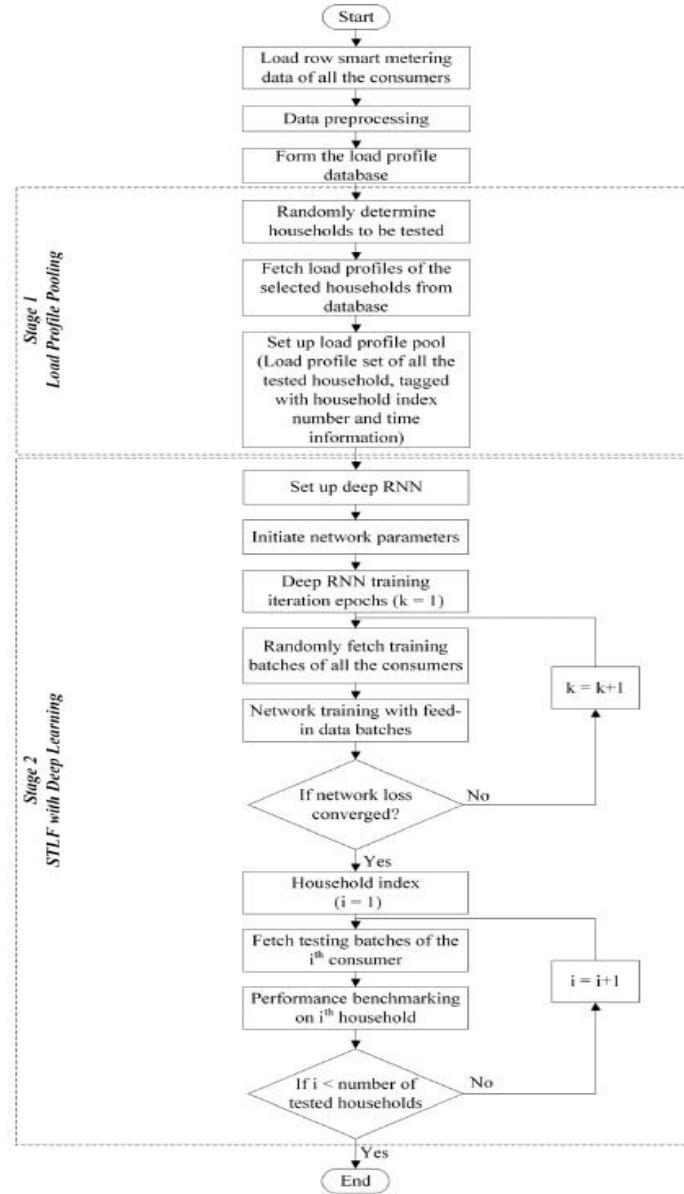 Start
Load row smart metering
data of all the consumers
Data preprocessing
Form the load profile
database
Stage 1
Load Profile Pooling
Randomly determine
households to be tested
Fetch load profiles of the
selected households from
database
Set up load profile pool
(Load profile set of all the
tested household, tagged
with household index
number and time
information)
Stage 2
STLF with Deep Learning
Set up deep RNN
Initiate network parameters
Deep RNN training
iteration epochs (k = 1)
Randomly fetch training
batches of all the consumers
k = k+1
Network training with feed-
in data batches
If network loss
converged?
No
Yes
Household index
(i = 1)
Fetch testing batches of the
i^th consumer
i = i+1
Performance benchmarking
on i^th household
If i < number of
tested households
No
Yes
End